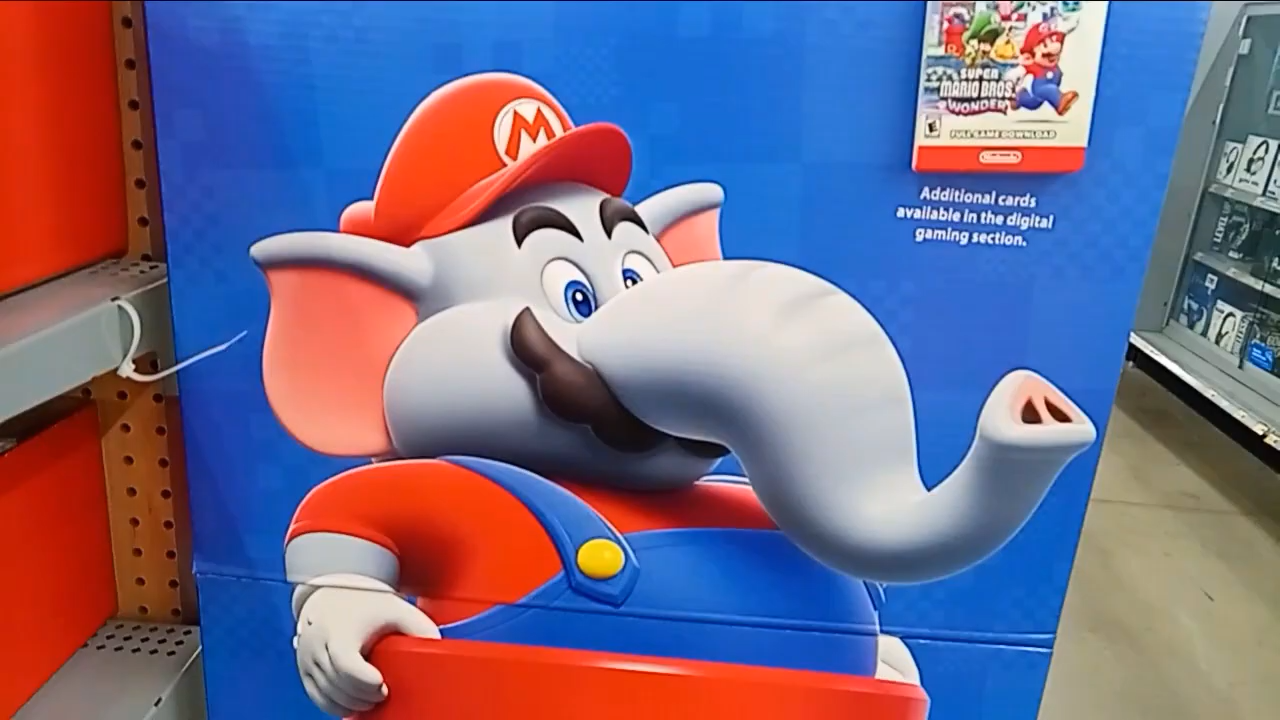 M
SUPER
MARIO BROS.
WONDER
E
FULL GAME DOWNLOAD
Nintendo
Additional cards
available in the digital
gaming section.